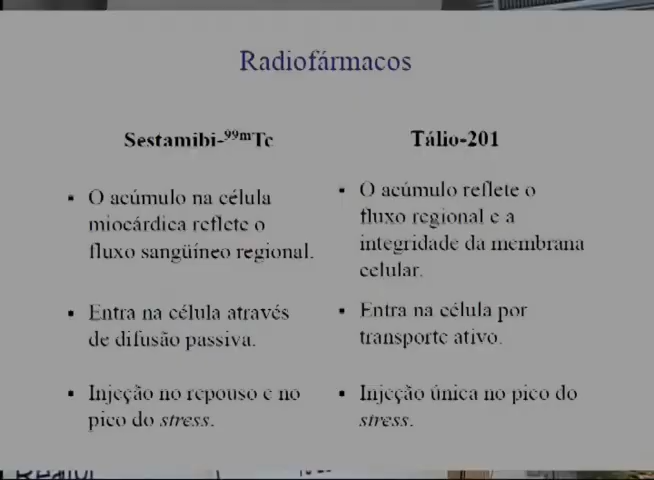 Radiofármacos
Sestamibi-99mTc
▪ O acúmulo na célula
miocárdica reflete o
fluxo sangüíneo regional.
▪ Entra na célula através
de difusão passiva.
▪ Injeção no repouso e no
pico do stress.
Tálio-201
▪ O acúmulo reflete o
fluxo regional e a
integridade da membrana
celular.
▪ Entra na célula por
transporte ativo.
▪ Injeção única no pico do
stress.